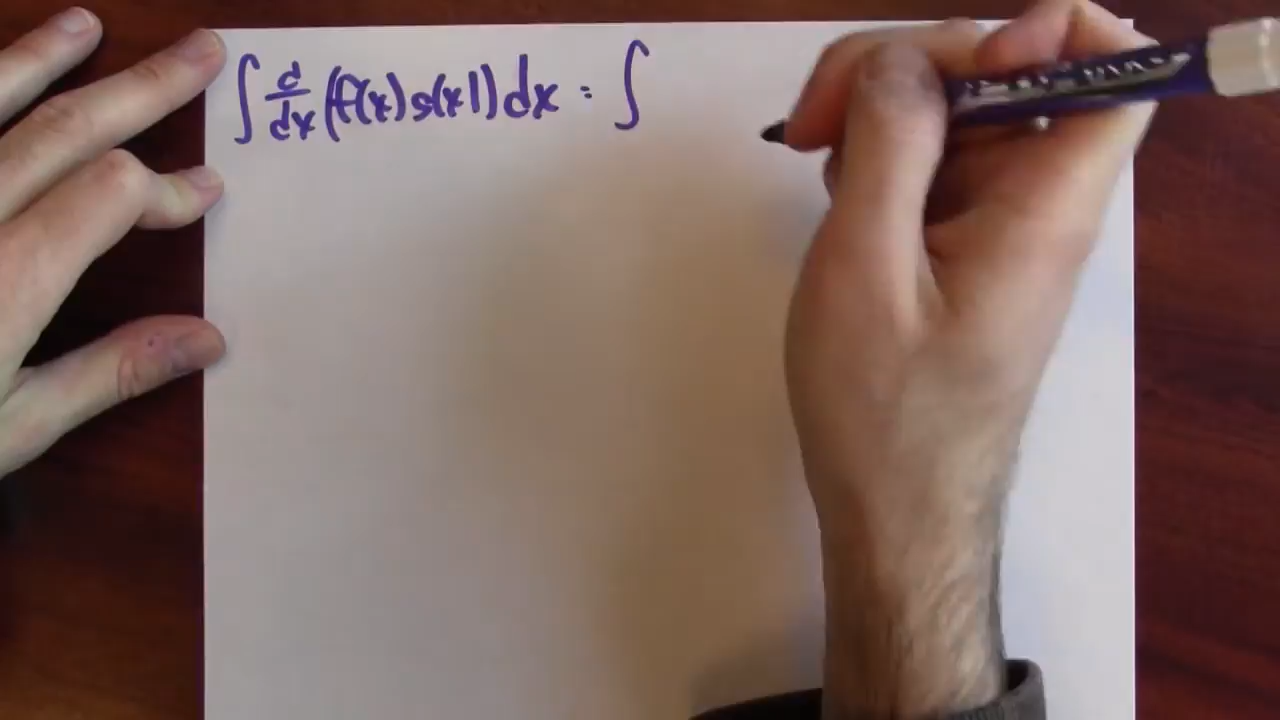 ∫ d/dx (f(x) g(x)) dx = ∫